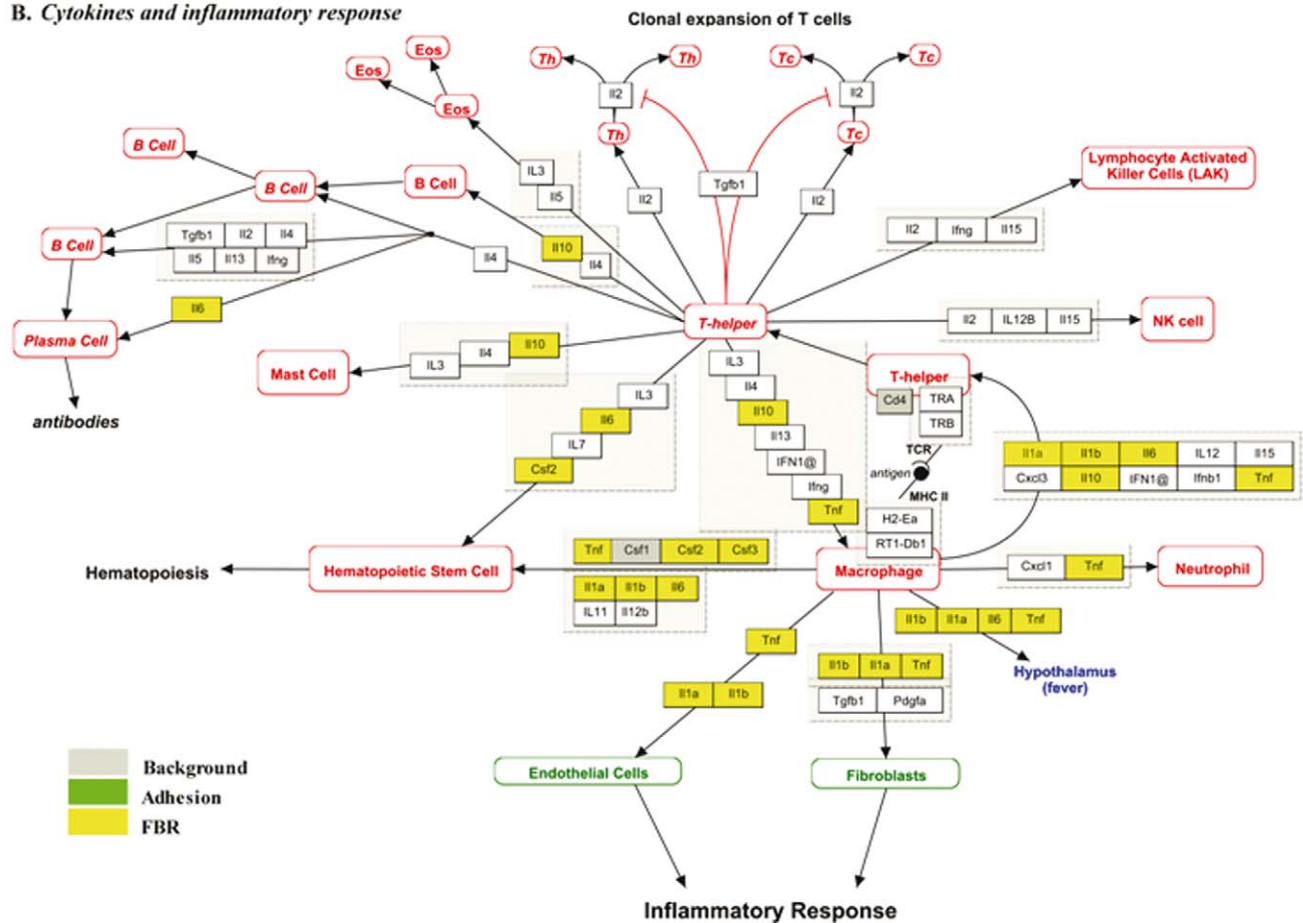 B. Cytokines and inflammatory response
Clonal expansion of T cells
Eos
Eos
Eos
Th
Th
Il2
Th
Il2
Tc
Tc
Il2
Tc
Il2
Tgfb1
B Cell
B Cell
B Cell
B Cell
IL3
Il5
Lymphocyte Activated
Killer Cells (LAK)
Il2 Ifng Il15
Tgfb1 Il2 Il4
Il5 Il13 Ifng
Il4
Il10
Il4
Il6
Plasma Cell
antibodies
T-helper
Il2 IL12B Il15
NK cell
Mast Cell
IL3
Il4
Il10
IL3
Il6
IL7
Csf2
IL3
Il4
Il10
Il13
IFN1@
Ifng
Tnf
T-helper
Cd4
TRA
TRB
TCR
antigen
MHC II
H2-Ea
RT1-Db1
Il1a Il1b Il6 IL12 Il15
Cxcl3 Il10 IFN1@ Ifnb1 Tnf
Hematopoiesis
Hematopoietic Stem Cell
Tnf Csf1 Csf2 Csf3
Il1a Il1b Il6
IL11 Il12b
Macrophage
Cxcl1 Tnf
Neutrophil
Il1b Il1a Il6 Tnf
Hypothalamus
(fever)
Tnf
Il1a Il1b
Il1b Il1a Tnf
Tgfb1 Pdgfa
Endothelial Cells
Fibroblasts
Background
Adhesion
FBR
Inflammatory Response